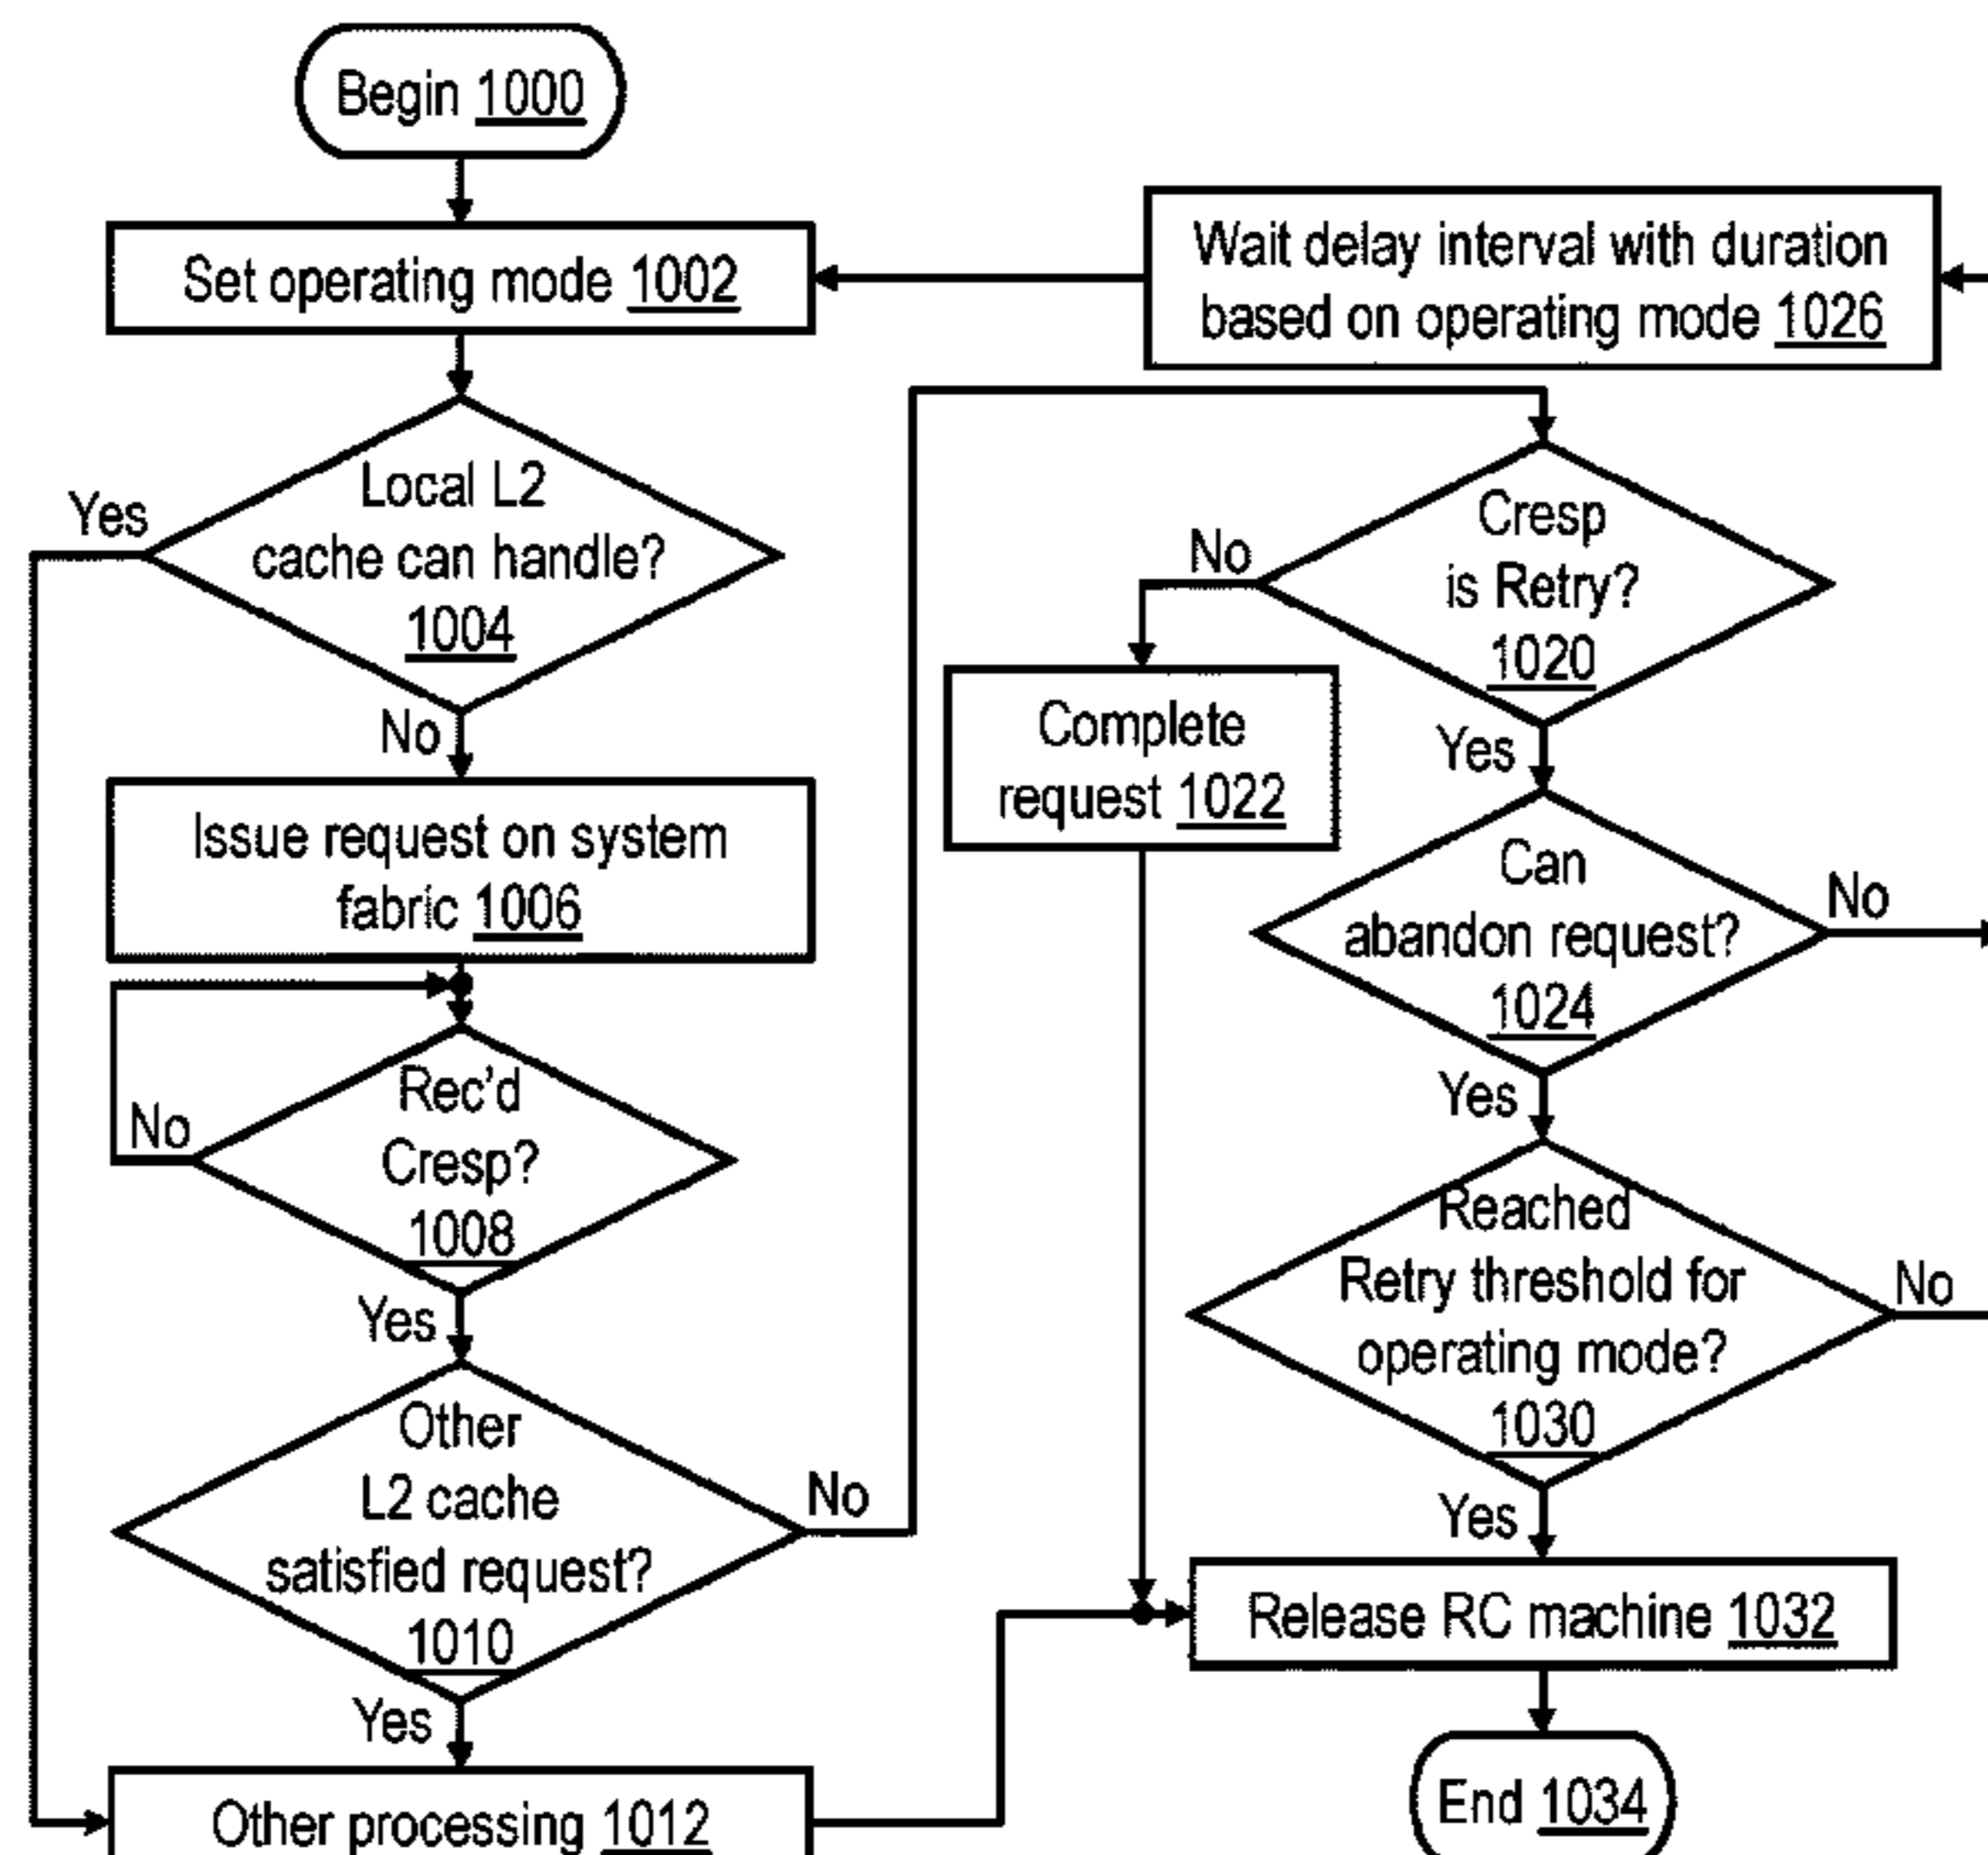 Begin 1000
Set operating mode 1002
Local L2
cache can handle?
1004
Yes
No
Issue request on system
fabric 1006
Rec'd
Cresp?
1008
No
Yes
Other
L2 cache
satisfied request?
1010
No
Yes
Other processing 1012
Wait delay interval with duration
based on operating mode 1026
Cresp
is Retry?
1020
No
Yes
Complete
request 1022
Can
abandon request?
1024
No
Yes
Reached
Retry threshold for
operating mode?
1030
No
Yes
Release RC machine 1032
End 1034